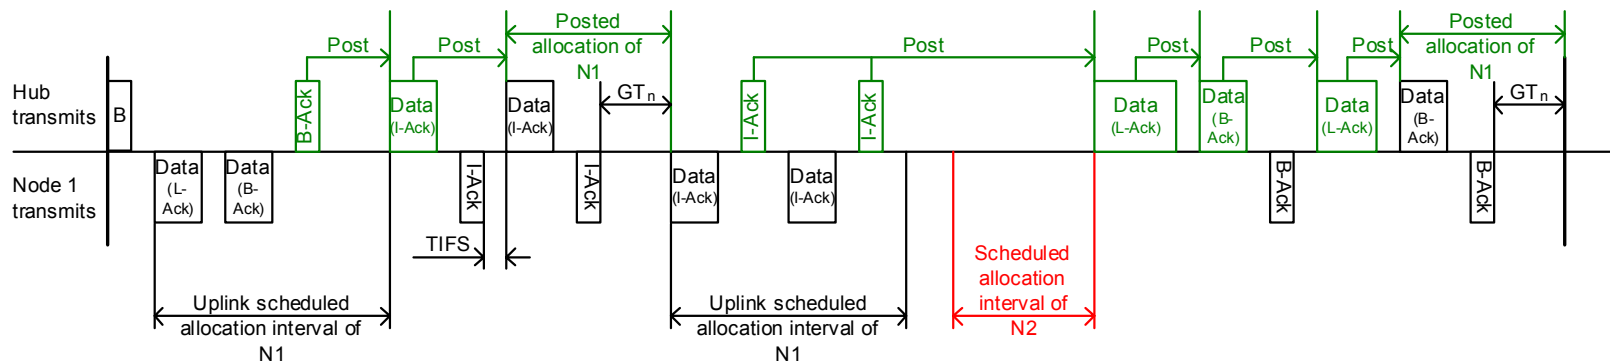 Posted
allocation of
N1
Posted
allocation of
N1
Post
Post
Post
Post
Post
Post
Hub
transmits
B
B-Ack
Data
(I-Ack)
Data
(I-Ack)
GTn
I-Ack
I-Ack
Data
(L-Ack)
Data
(B-
Ack)
Data
(L-Ack)
Data
(B-
Ack)
GTn
Node 1
transmits
Data
(L-
Ack)
Data
(B-
Ack)
I-Ack
I-Ack
Data
(I-Ack)
Data
(I-Ack)
B-Ack
B-Ack
TIFS
Uplink scheduled
allocation interval of
N1
Uplink scheduled
allocation interval of
N1
Scheduled
allocation
interval of
N2